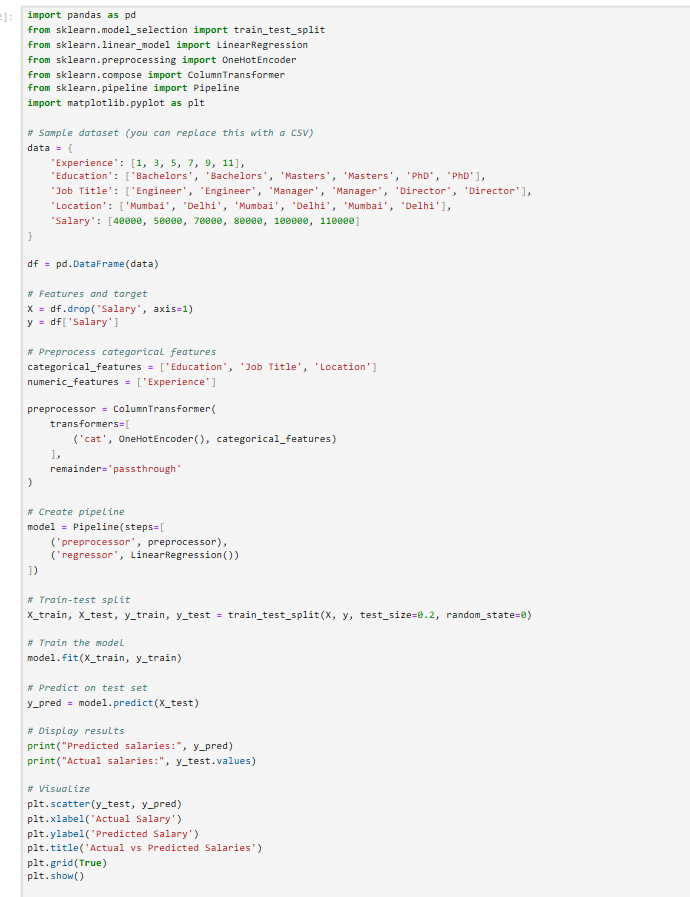 2]:
import pandas as pd
from sklearn.model_selection import train_test_split
from sklearn.linear_model import LinearRegression
from sklearn.preprocessing import OneHotEncoder
from sklearn.compose import ColumnTransformer
from sklearn.pipeline import Pipeline
import matplotlib.pyplot as plt

# Sample dataset (you can replace this with a CSV)
data = {
    'Experience': [1, 3, 5, 7, 9, 11],
    'Education': ['Bachelors', 'Bachelors', 'Masters', 'Masters', 'PhD', 'PhD'],
    'Job Title': ['Engineer', 'Engineer', 'Manager', 'Manager', 'Director', 'Director'],
    'Location': ['Mumbai', 'Delhi', 'Mumbai', 'Delhi', 'Mumbai', 'Delhi'],
    'Salary': [40000, 50000, 70000, 80000, 100000, 110000]
}

df = pd.DataFrame(data)

# Features and target
X = df.drop('Salary', axis=1)
y = df['Salary']

# Preprocess categorical features
categorical_features = ['Education', 'Job Title', 'Location']
numeric_features = ['Experience']

preprocessor = ColumnTransformer(
    transformers=[
        ('cat', OneHotEncoder(), categorical_features)
    ],
    remainder='passthrough'
)

# Create pipeline
model = Pipeline(steps=[
    ('preprocessor', preprocessor),
    ('regressor', LinearRegression())
])

# Train-test split
X_train, X_test, y_train, y_test = train_test_split(X, y, test_size=0.2, random_state=0)

# Train the model
model.fit(X_train, y_train)

# Predict on test set
y_pred = model.predict(X_test)

# Display results
print("Predicted salaries:", y_pred)
print("Actual salaries:", y_test.values)

# Visualize
plt.scatter(y_test, y_pred)
plt.xlabel('Actual Salary')
plt.ylabel('Predicted Salary')
plt.title('Actual vs Predicted Salaries')
plt.grid(True)
plt.show()